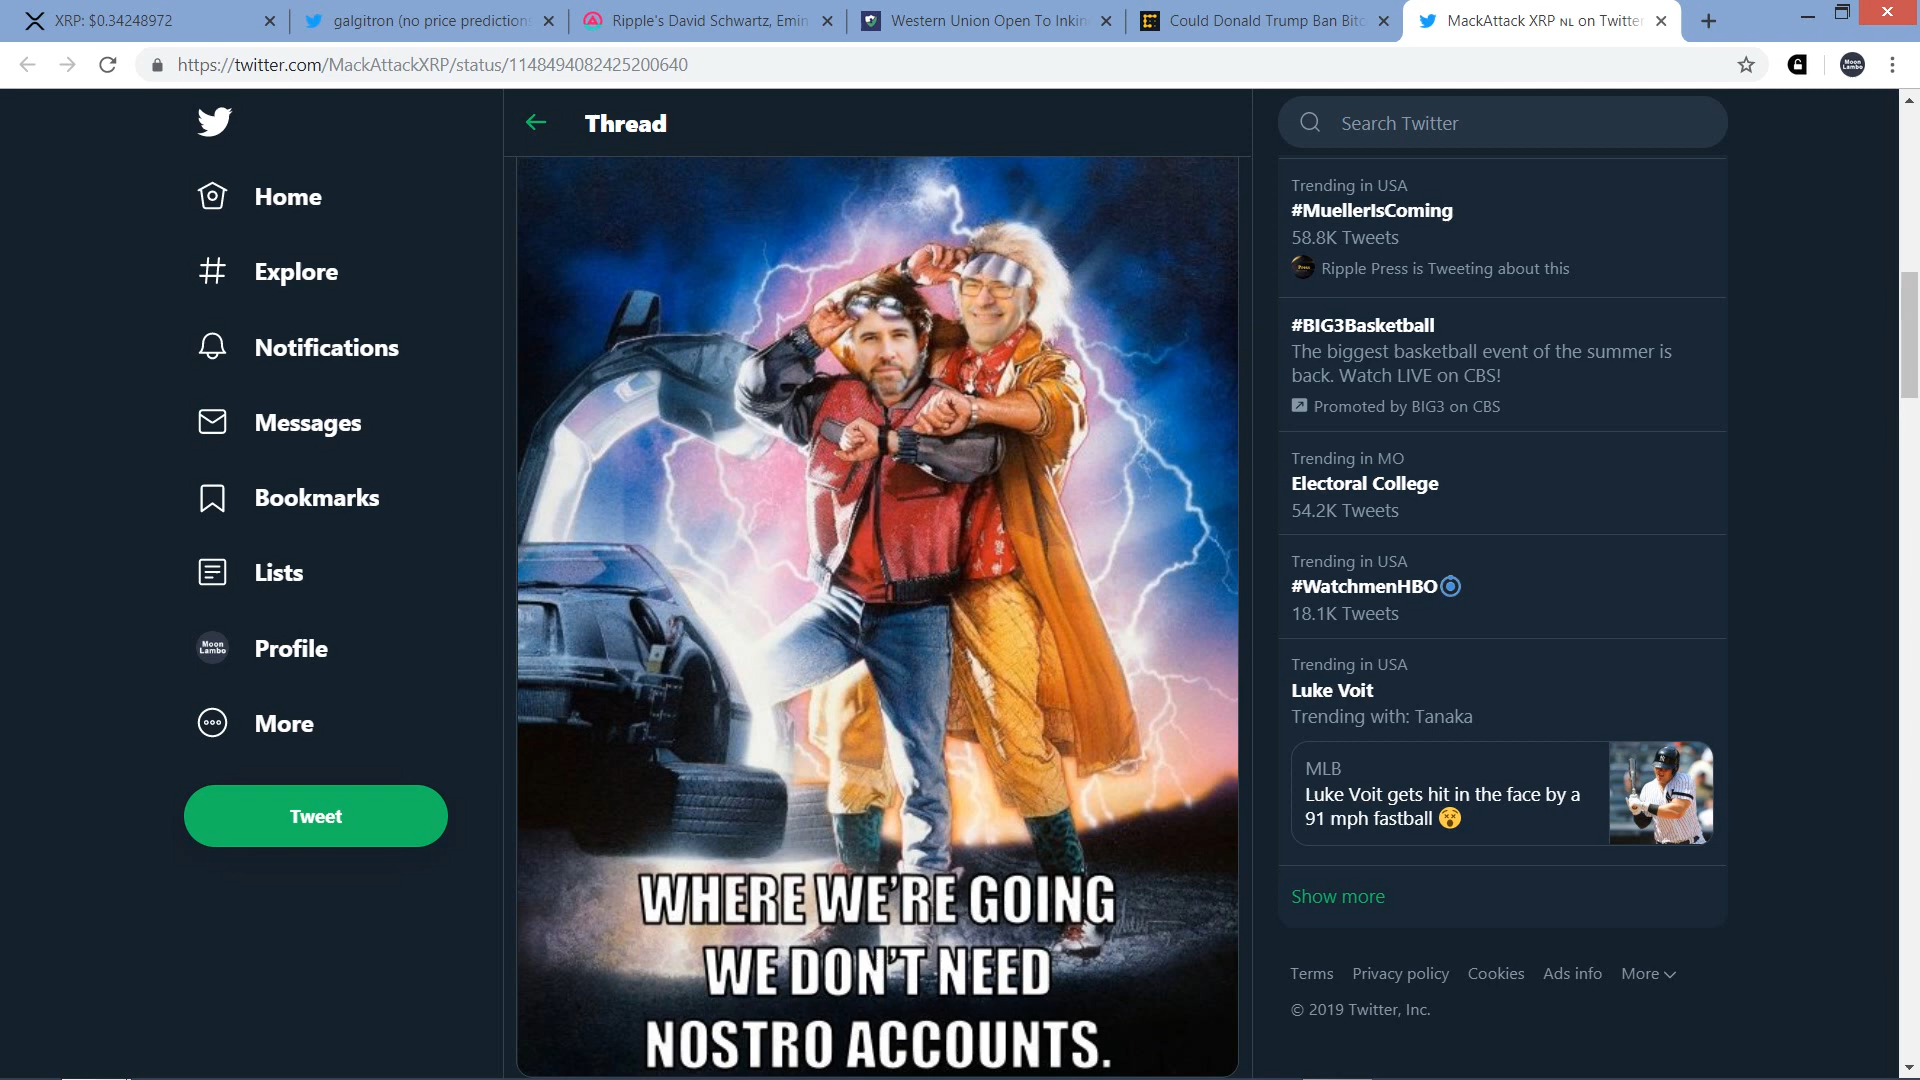 XRP: $0.34248972
galgitron (no price prediction
Ripple's David Schwartz, Emin
Western Union Open To Inkin
Could Donald Trump Ban Bitc
MackAttack XRP NL on Twitter
https://twitter.com/MackAttackXRP/status/1148494082425200640
Moon Lambo
Home
Explore
Notifications
Messages
Bookmarks
Lists
Moon Lambo
Profile
More
Tweet
Thread
WHERE WE'RE GOING
WE DON'T NEED
NOSTRO ACCOUNTS.
Search Twitter
Trending in USA
#MuellerIsComing
58.8K Tweets
Ripple Press is Tweeting about this
#BIG3Basketball
The biggest basketball event of the summer is
back. Watch LIVE on CBS!
Promoted by BIG3 on CBS
Trending in MO
Electoral College
54.2K Tweets
Trending in USA
#WatchmenHBO
18.1K Tweets
Trending in USA
Luke Voit
Trending with: Tanaka
MLB
Luke Voit gets hit in the face by a
91 mph fastball
Show more
Terms Privacy policy Cookies Ads info More
© 2019 Twitter, Inc.